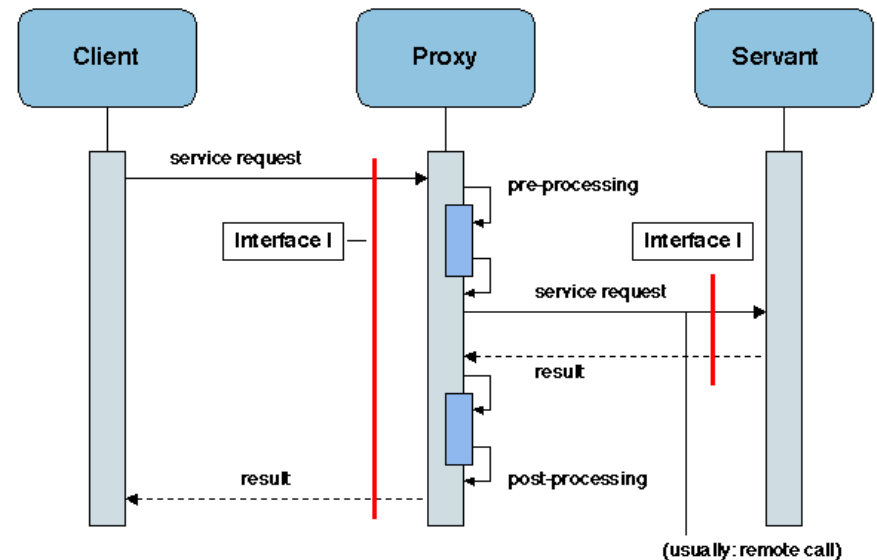 Client
Proxy
Servant
service request
pre-processing
Interface I
Interface I
service request
result
result
post-processing
(usually: remote call)